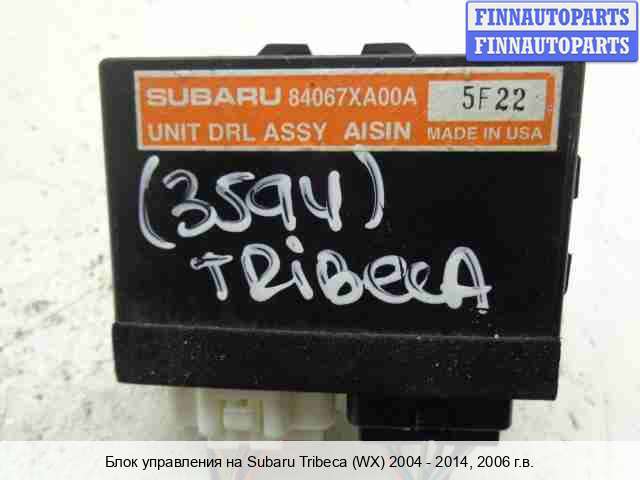 FINNAUTOPARTS
FINNAUTOPARTS
SUBARU 84067XA00A 5F22
UNIT DRL ASSY AISIN MADE IN USA
(3594)
TRIBECA
Блок управления на Subaru Tribeca (WX) 2004 - 2014, 2006 г.в.